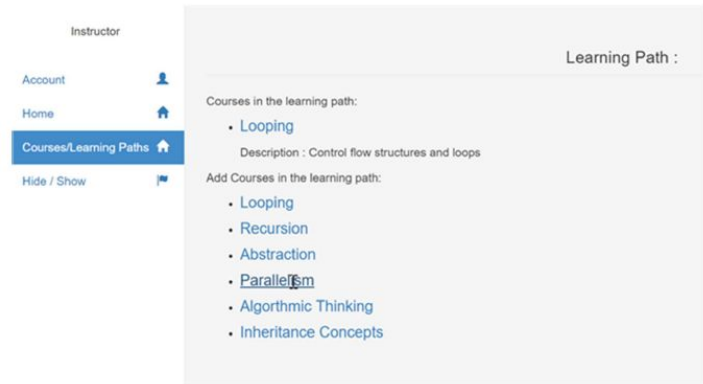 Instructor
Account
Home
Courses/Learning Paths
Hide / Show
Learning Path :
Courses in the learning path:
Looping
Description : Control flow structures and loops
Add Courses in the learning path:
Looping
Recursion
Abstraction
Parallelism
Algorthmic Thinking
Inheritance Concepts